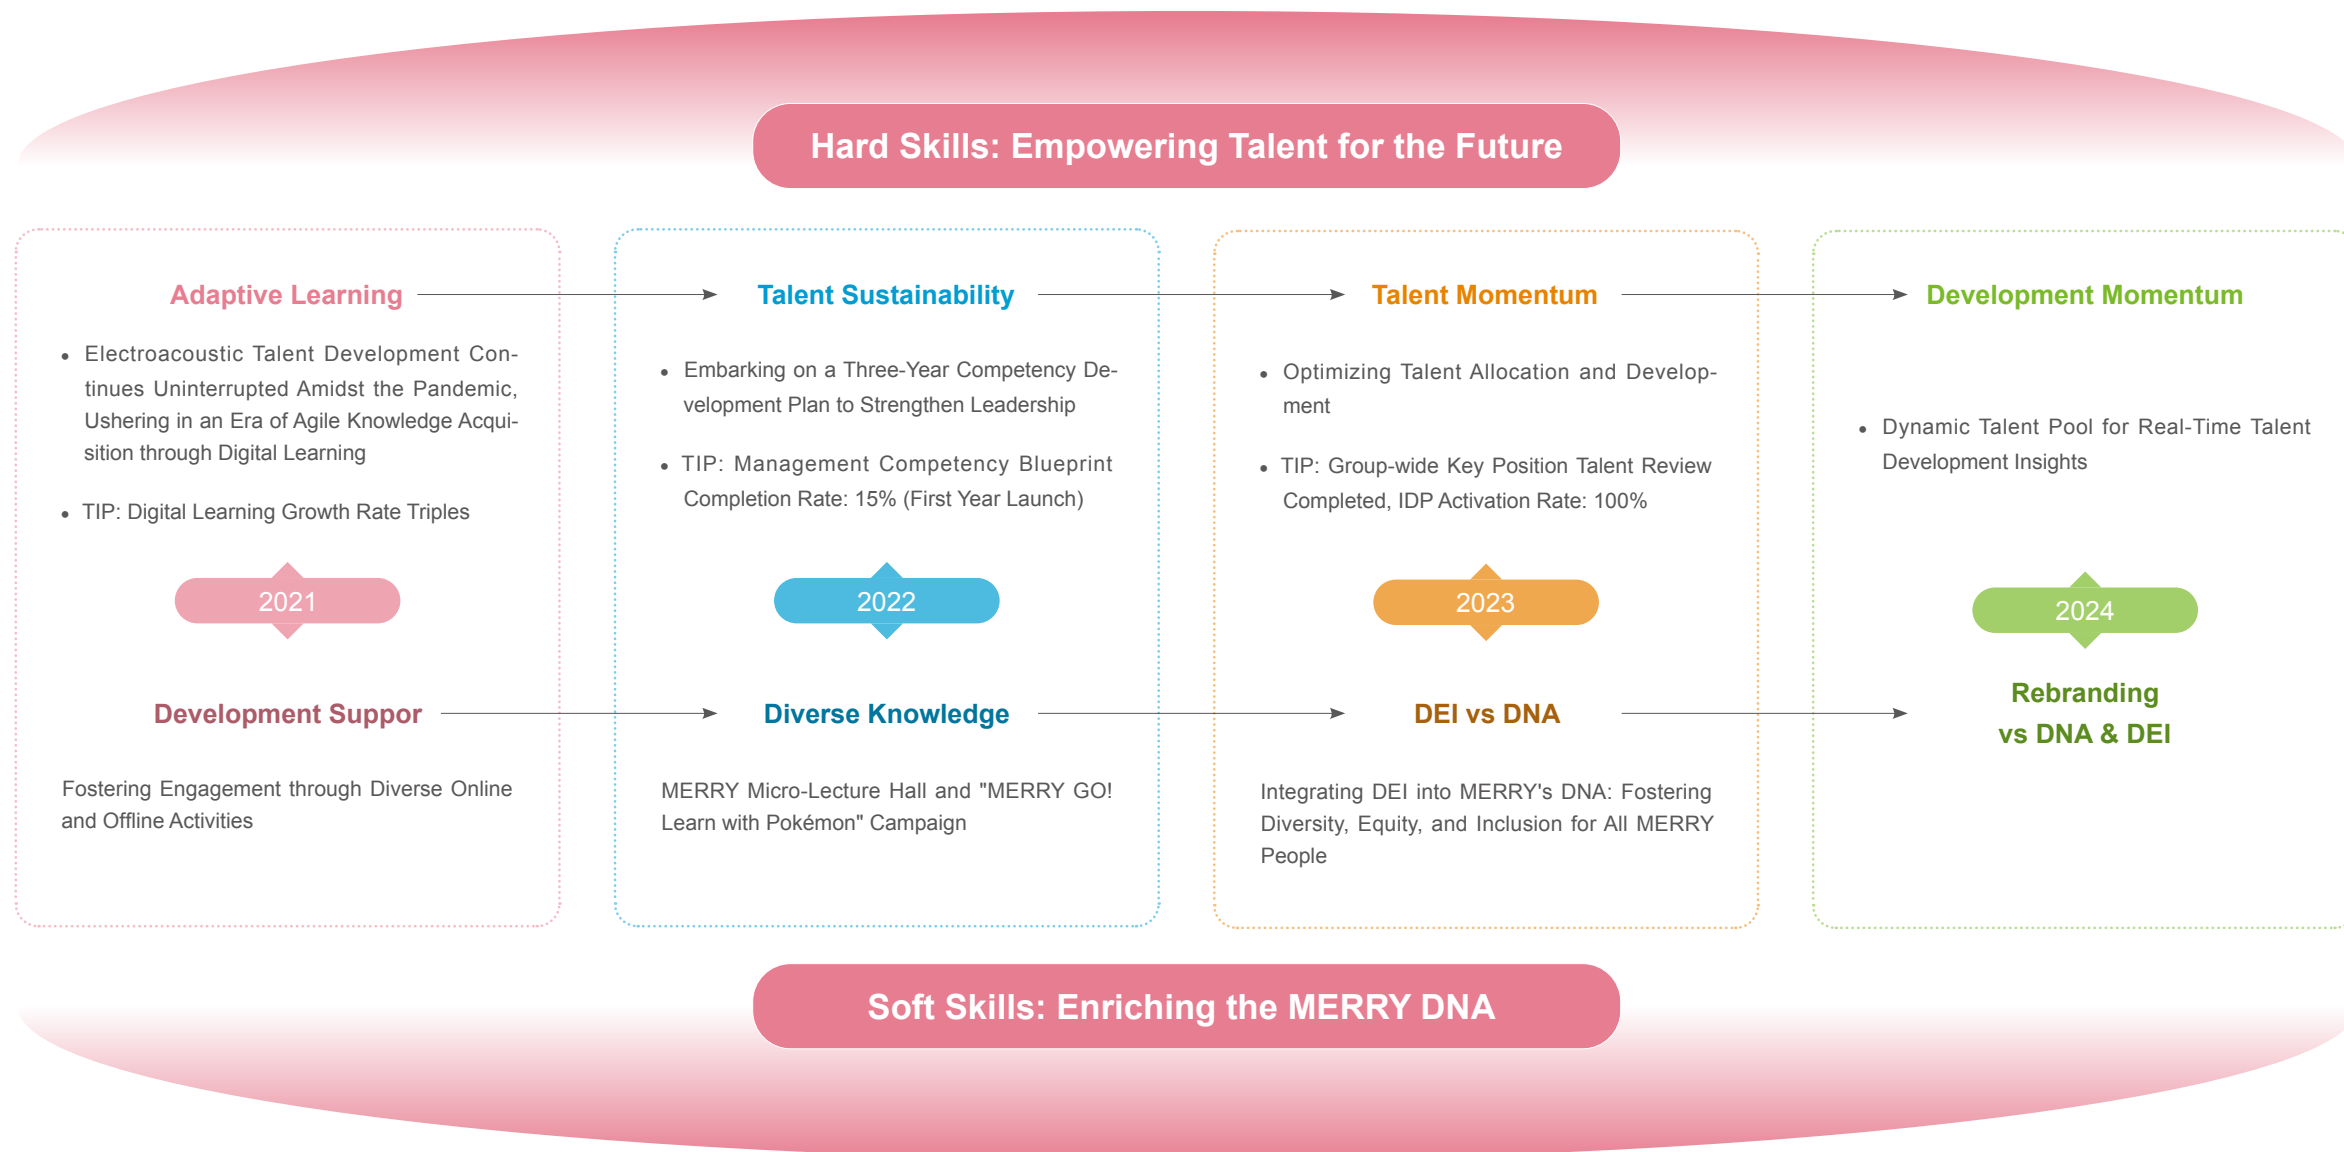 Hard Skills: Empowering Talent for the Future
Adaptive Learning
• Electroacoustic Talent Development Con-
tinues Uninterrupted Amidst the Pandemic,
Ushering in an Era of Agile Knowledge Acqui-
sition through Digital Learning
• TIP: Digital Learning Growth Rate Triples
2021
Development Suppor
Fostering Engagement through Diverse Online
and Offline Activities
Talent Sustainability
• Embarking on a Three-Year Competency De-
velopment Plan to Strengthen Leadership
• TIP: Management Competency Blueprint
Completion Rate: 15% (First Year Launch)
2022
Diverse Knowledge
MERRY Micro-Lecture Hall and "MERRY GO!
Learn with Pokémon" Campaign
Talent Momentum
• Optimizing Talent Allocation and Develop-
ment
• TIP: Group-wide Key Position Talent Review
Completed, IDP Activation Rate: 100%
2023
DEI vs DNA
Integrating DEI into MERRY's DNA: Fostering
Diversity, Equity, and Inclusion for All MERRY
People
Development Momentum
• Dynamic Talent Pool for Real-Time Talent
Development Insights
2024
Rebranding
vs DNA & DEI
Soft Skills: Enriching the MERRY DNA